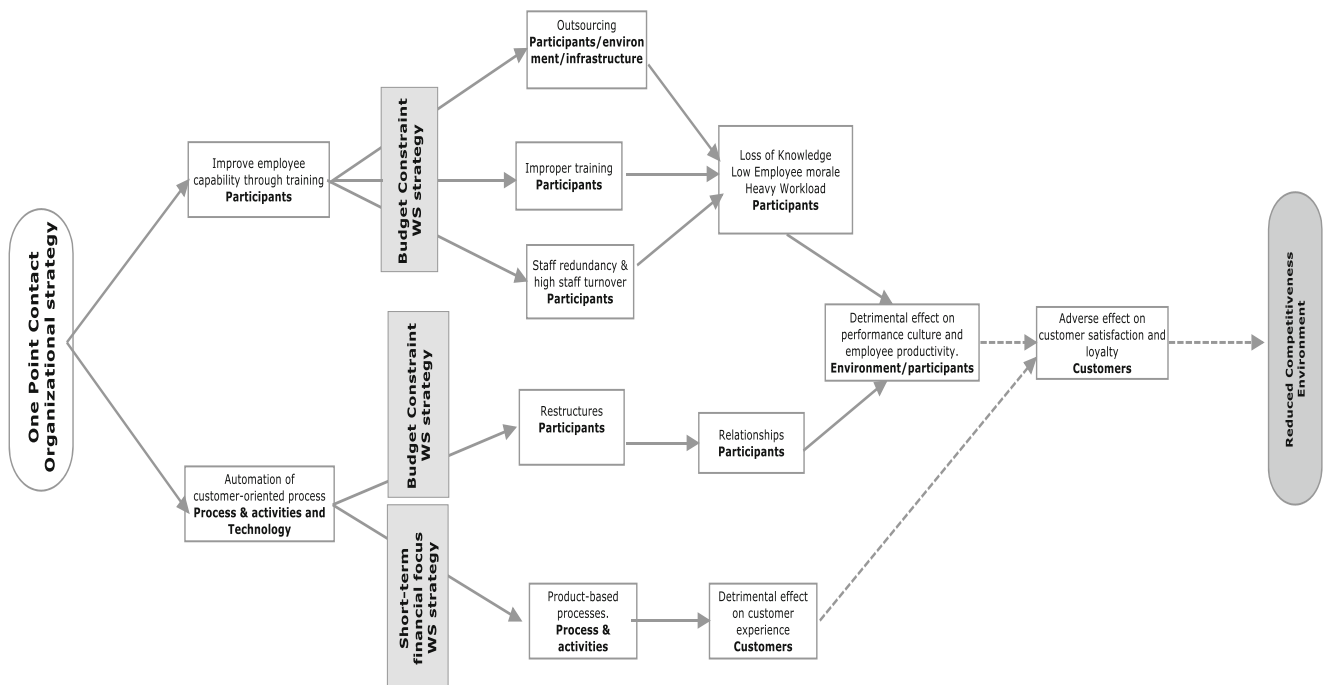 One Point Contact
Organizational strategy
Improve employee
capability through training
Participants
Automation of
customer-oriented process
Process & activities and
Technology
Budget Constraint
WS strategy
Budget Constraint
WS strategy
Short-term
financial focus
WS strategy
Outsourcing
Participants/environ
ment/infrastructure
Improper training
Participants
Staff redundancy &
high staff turnover
Participants
Restructures
Participants
Product-based
processes.
Process &
activities
Loss of Knowledge
Low Employee morale
Heavy Workload
Participants
Relationships
Participants
Detrimental effect
on customer
experience
Customers
Detrimental effect on
performance culture and
employee productivity.
Environment/participants
Adverse effect on
customer satisfaction and
loyalty
Customers
Reduced Competitiveness
Environment